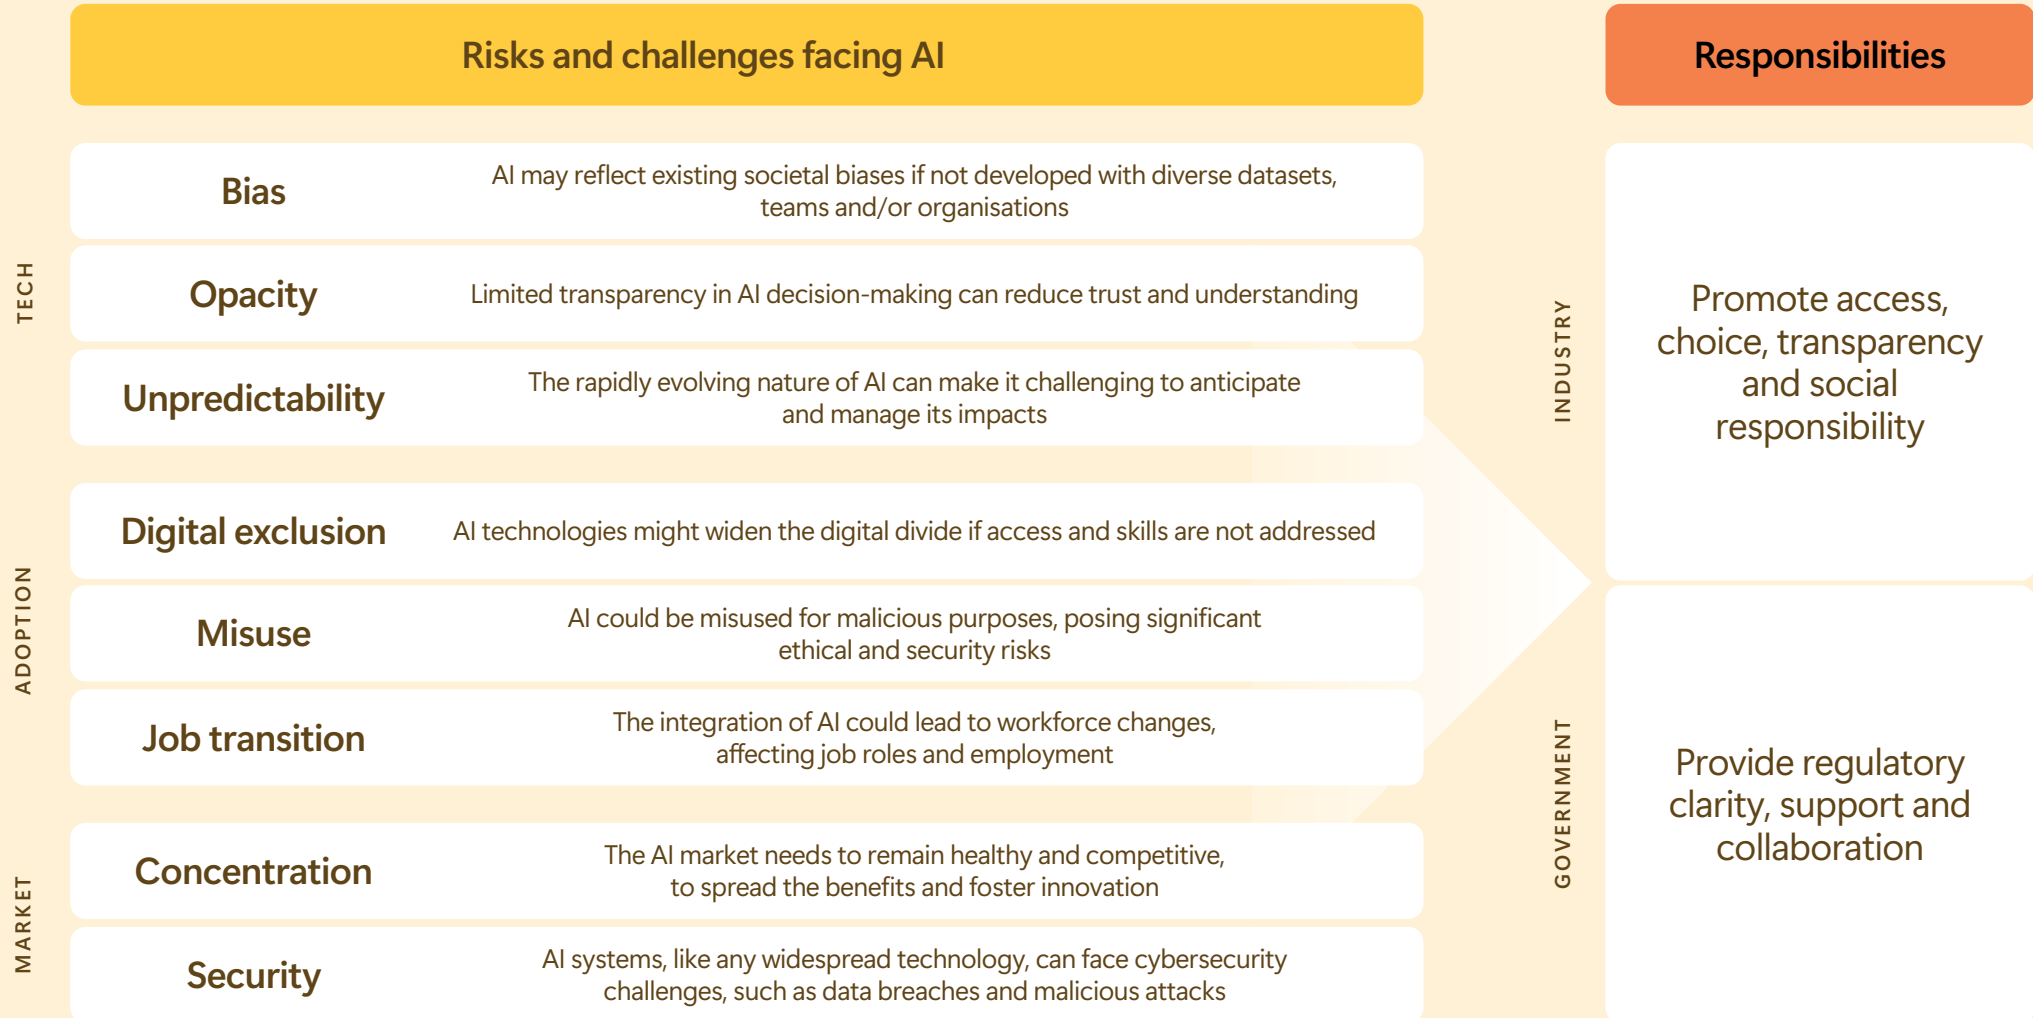 Risks and challenges facing AI
Responsibilities
TECH
Bias
AI may reflect existing societal biases if not developed with diverse datasets,
teams and/or organisations
Opacity
Limited transparency in AI decision-making can reduce trust and understanding
Unpredictability
The rapidly evolving nature of AI can make it challenging to anticipate
and manage its impacts
ADOPTION
Digital exclusion
AI technologies might widen the digital divide if access and skills are not addressed
Misuse
AI could be misused for malicious purposes, posing significant
ethical and security risks
Job transition
The integration of AI could lead to workforce changes,
affecting job roles and employment
MARKET
Concentration
The AI market needs to remain healthy and competitive,
to spread the benefits and foster innovation
Security
AI systems, like any widespread technology, can face cybersecurity
challenges, such as data breaches and malicious attacks
INDUSTRY
Promote access,
choice, transparency
and social
responsibility
GOVERNMENT
Provide regulatory
clarity, support and
collaboration